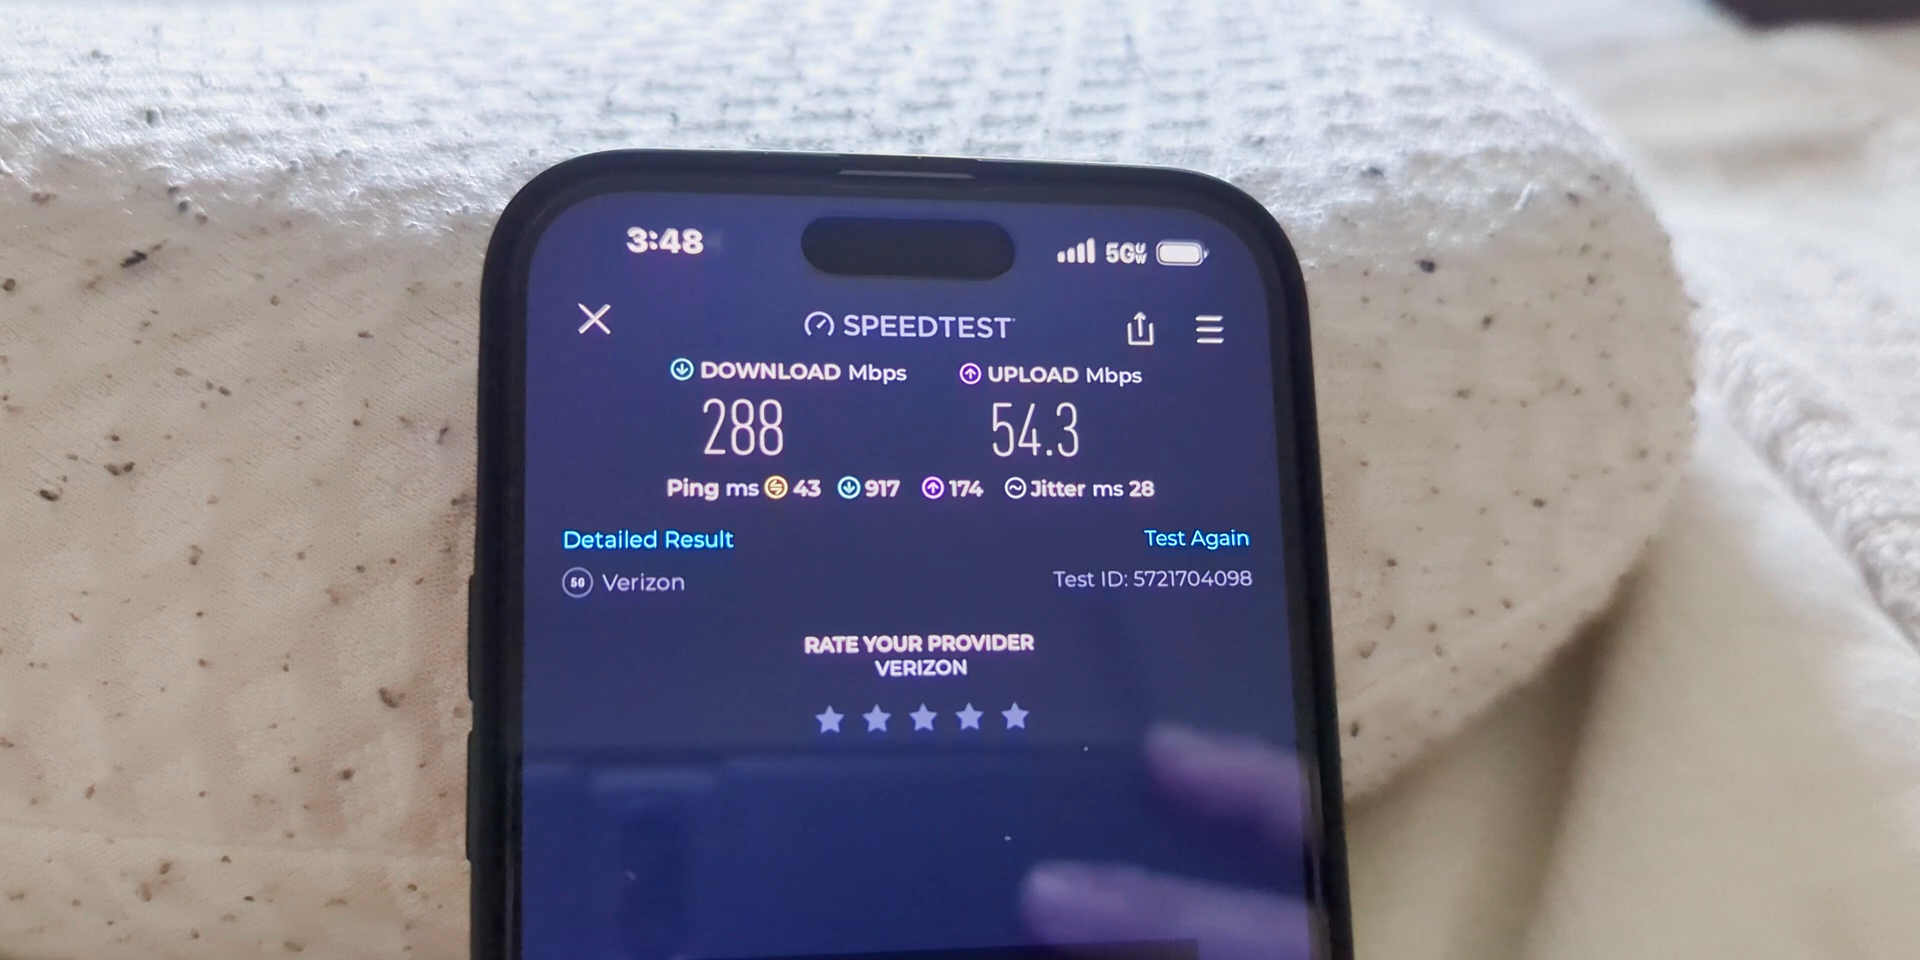 3:48 5G UW
SPEEDTEST
DOWNLOAD Mbps UPLOAD Mbps
288 54.3
Ping ms 43 917 174 Jitter ms 28
Detailed Result Test Again
5G Verizon Test ID: 5721704098
RATE YOUR PROVIDER
VERIZON